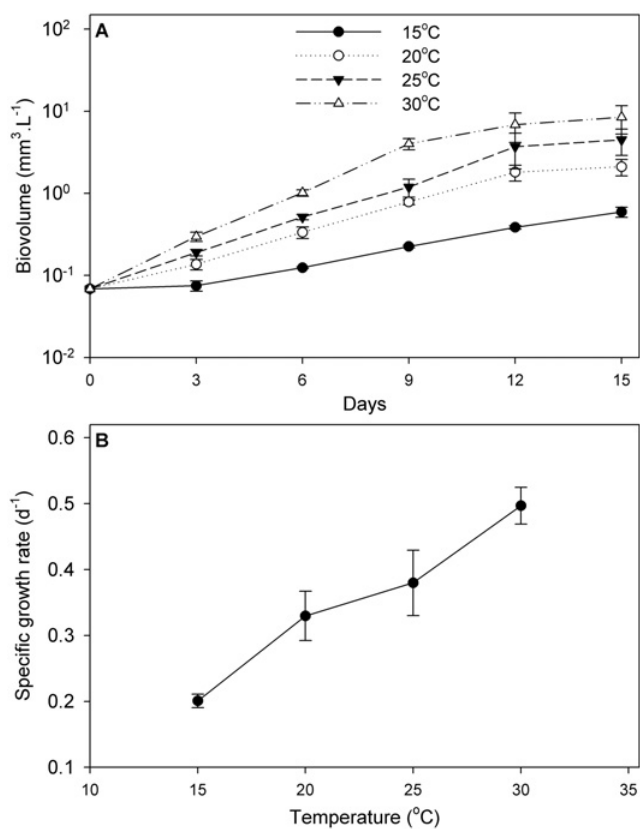 A
15°C
20°C
25°C
30°C
10²
10¹
10⁰
10⁻¹
10⁻²
Biovolume (mm³.L⁻¹)
0 3 6 9 12 15
Days
B
0.6
0.5
0.4
0.3
0.2
0.1
Specific growth rate (d⁻¹)
10 15 20 25 30 35
Temperature (°C)